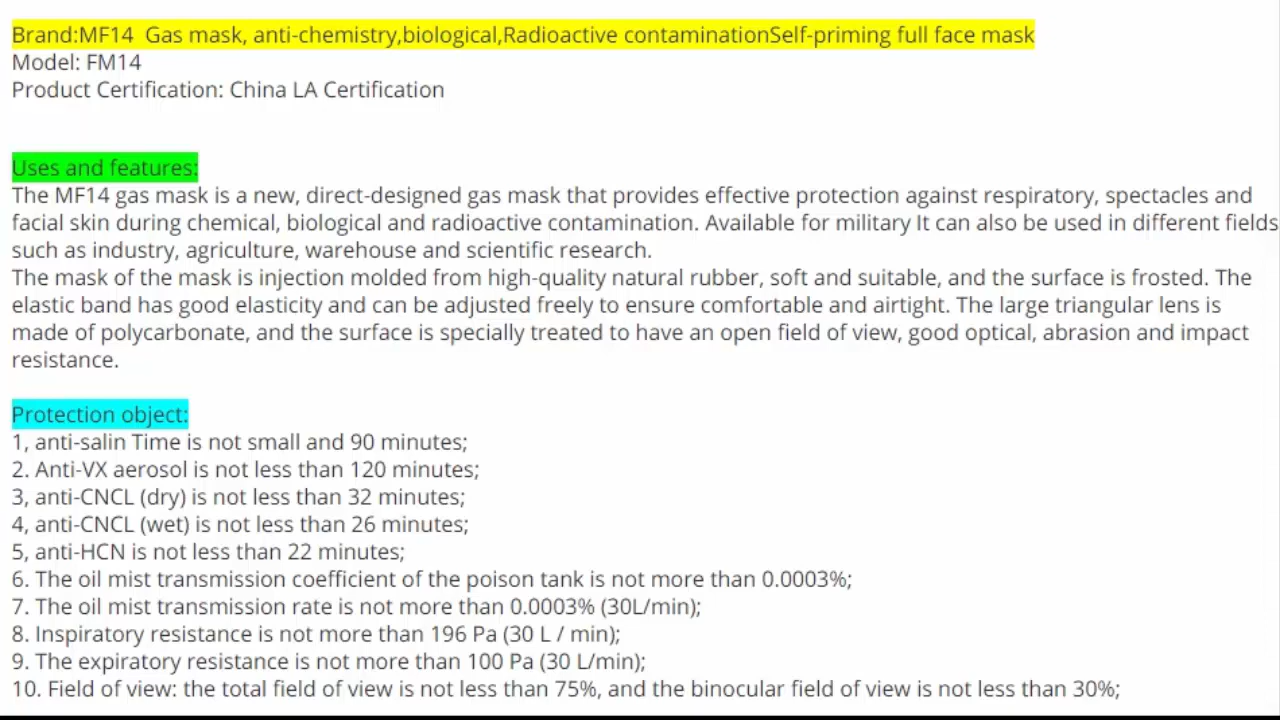 Brand:MF14  Gas mask, anti-chemistry,biological,Radioactive contaminationSelf-priming full face mask
Model: FM14
Product Certification: China LA Certification
Uses and features:
The MF14 gas mask is a new, direct-designed gas mask that provides effective protection against respiratory, spectacles and
facial skin during chemical, biological and radioactive contamination. Available for military It can also be used in different fields
such as industry, agriculture, warehouse and scientific research.
The mask of the mask is injection molded from high-quality natural rubber, soft and suitable, and the surface is frosted. The
elastic band has good elasticity and can be adjusted freely to ensure comfortable and airtight. The large triangular lens is
made of polycarbonate, and the surface is specially treated to have an open field of view, good optical, abrasion and impact
resistance.
Protection object:
1, anti-salin Time is not small and 90 minutes;
2. Anti-VX aerosol is not less than 120 minutes;
3, anti-CNCL (dry) is not less than 32 minutes;
4, anti-CNCL (wet) is not less than 26 minutes;
5, anti-HCN is not less than 22 minutes;
6. The oil mist transmission coefficient of the poison tank is not more than 0.0003%;
7. The oil mist transmission rate is not more than 0.0003% (30L/min);
8. Inspiratory resistance is not more than 196 Pa (30 L / min);
9. The expiratory resistance is not more than 100 Pa (30 L/min);
10. Field of view: the total field of view is not less than 75%, and the binocular field of view is not less than 30%;